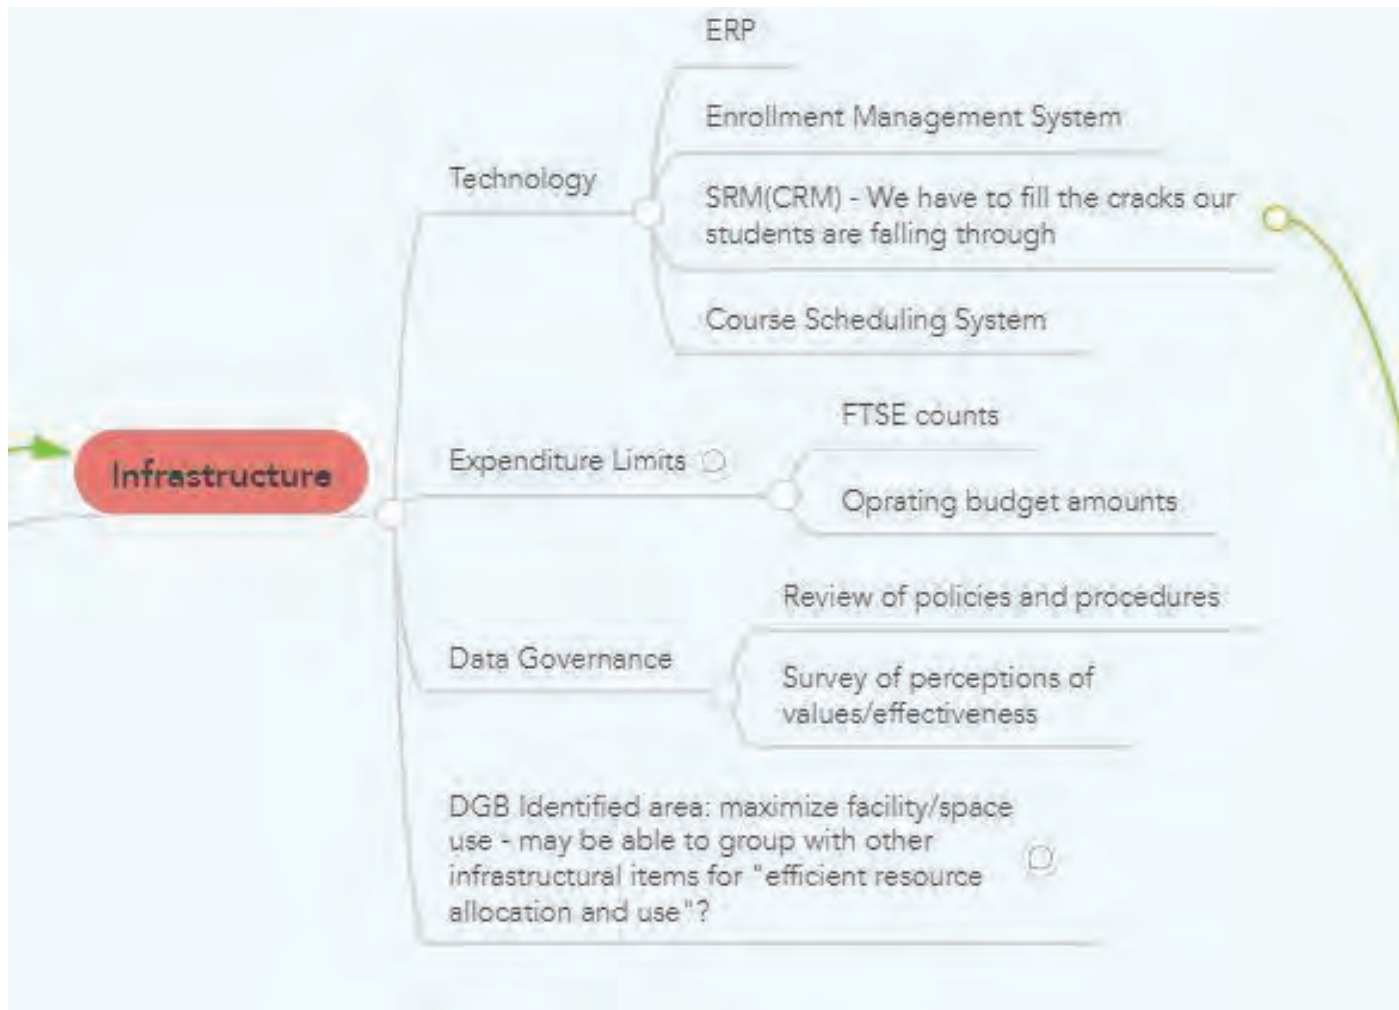 ERP
Enrollment Management System
Technology
SRM(CRM) - We have to fill the cracks our
students are falling through
Course Scheduling System
Infrastructure
Expenditure Limits
FTSE counts
Oprating budget amounts
Data Governance
Review of policies and procedures
Survey of perceptions of
values/effectiveness
DGB Identified area: maximize facility/space
use - may be able to group with other
infrastructural items for "efficient resource
allocation and use"?